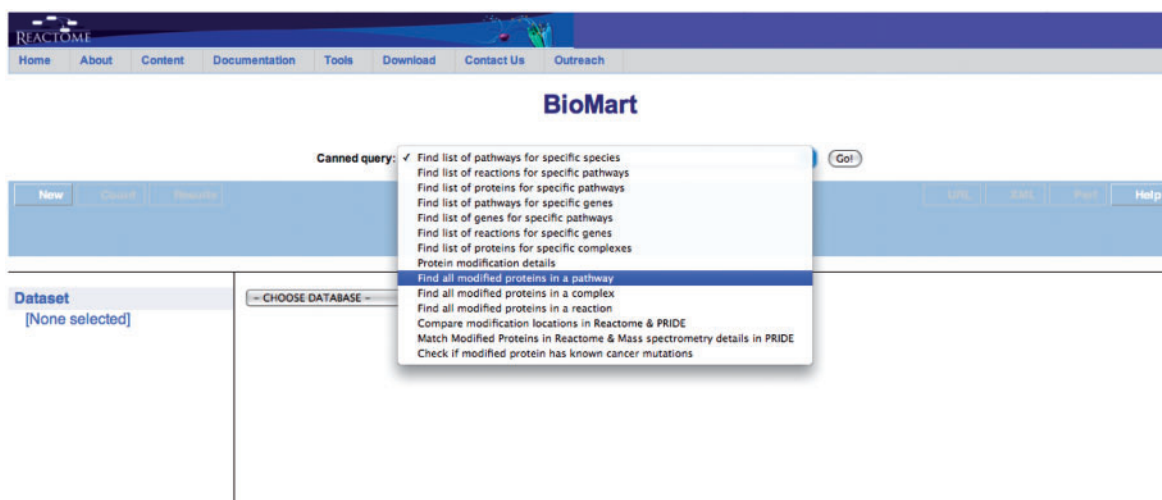 REACTOME
Home About Content Documentation Tools Download Contact Us Outreach
BioMart
Canned query: ✓ Find list of pathways for specific species Go!
Find list of reactions for specific pathways
Find list of proteins for specific pathways
Find list of pathways for specific genes
Find list of genes for specific pathways
Find list of reactions for specific genes
Find list of proteins for specific complexes
Protein modification details
Find all modified proteins in a pathway
Find all modified proteins in a complex
Find all modified proteins in a reaction
Compare modification locations in Reactome & PRIDE
Match Modified Proteins in Reactome & Mass spectrometry details in PRIDE
Check if modified protein has known cancer mutations
New Count Results URL XML Perl Help
Dataset
[None selected]
- CHOOSE DATABASE -